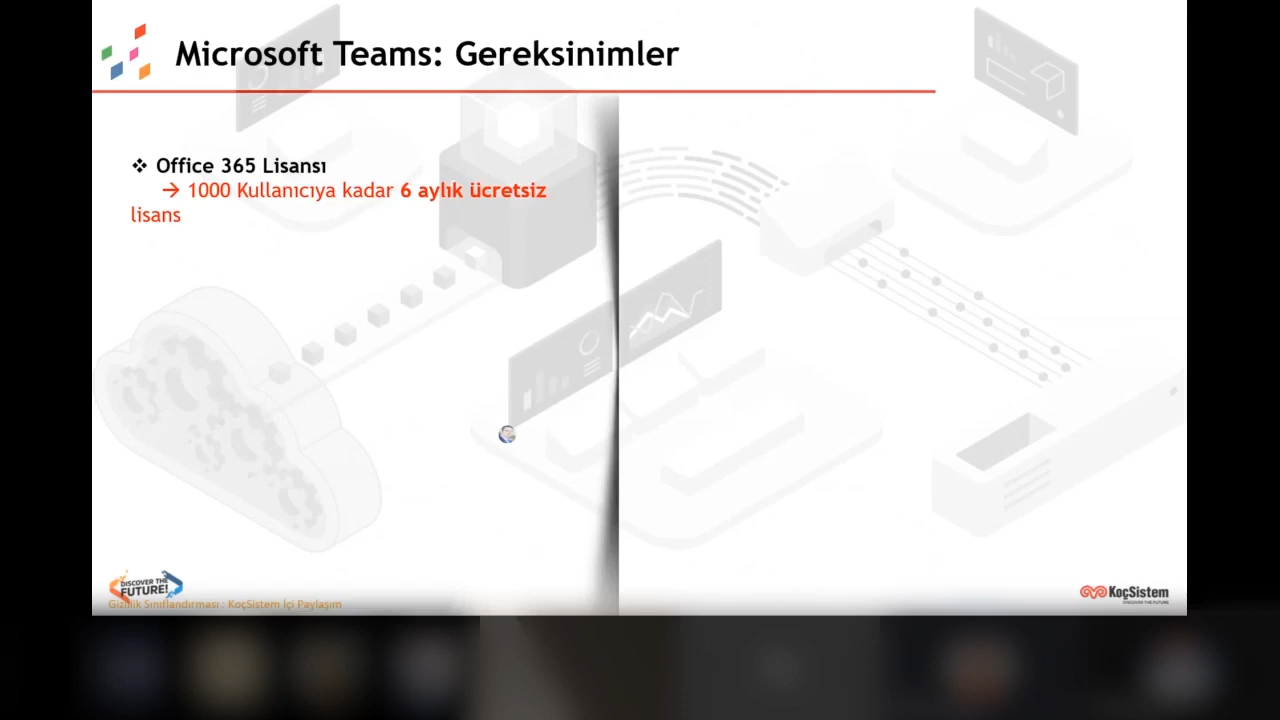 Microsoft Teams: Gereksinimler
❖ Office 365 Lisansı
→ 1000 Kullanıcıya kadar 6 aylık ücretsiz
lisans
DISCOVER THE
FUTURE!
Gizlilik Sınıflandırması : KoçSistem İçi Paylaşım
KoçSistem
DISCOVER THE FUTURE